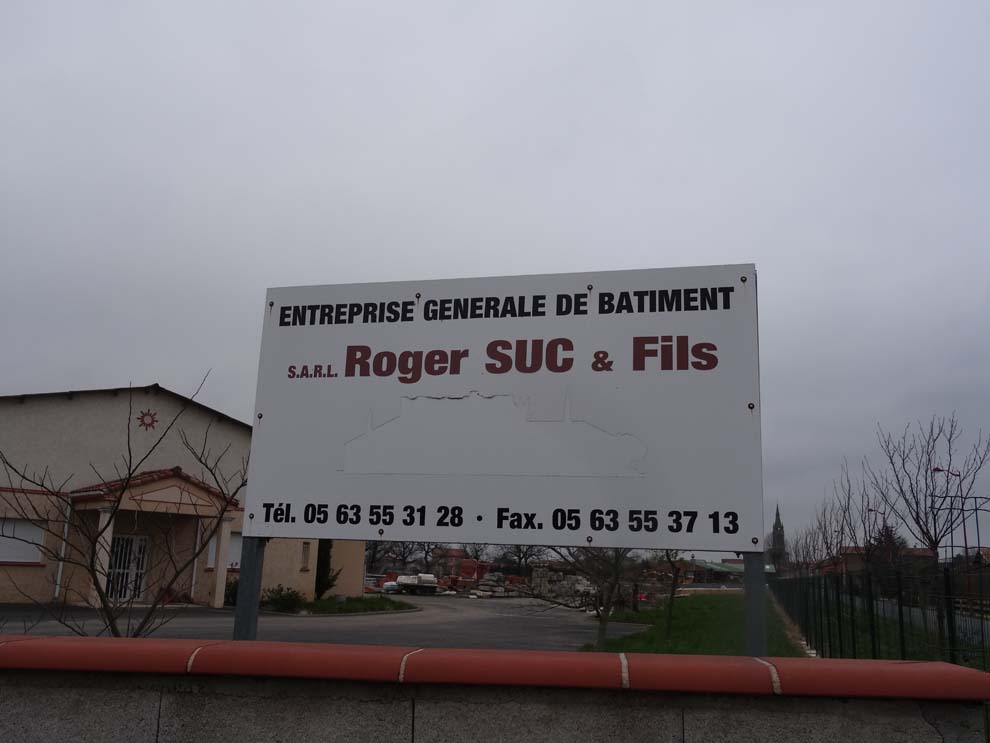 ENTREPRISE GENERALE DE BATIMENT
S.A.R.L. Roger SUC & Fils
Tél. 05 63 55 31 28 · Fax. 05 63 55 37 13